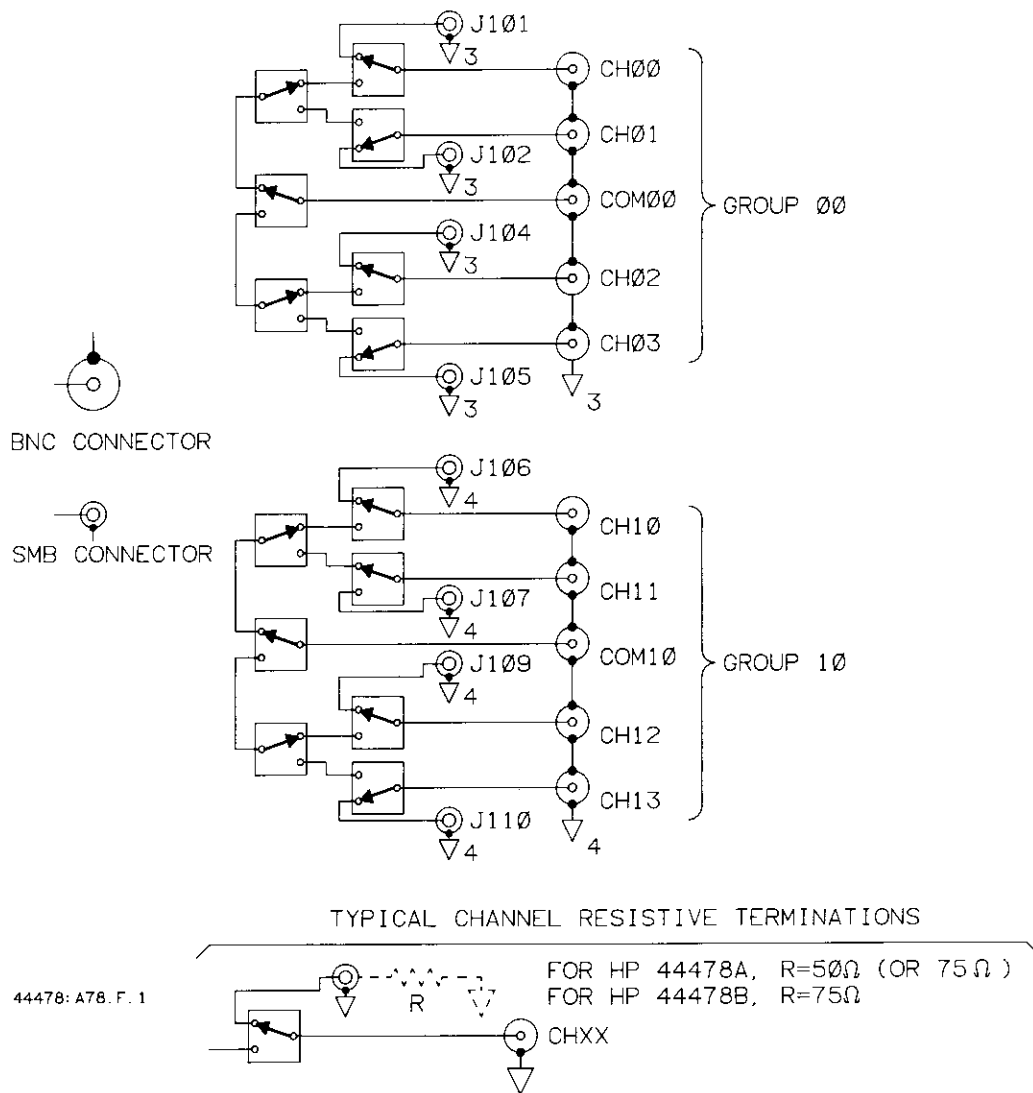 J1Ø1
3
CHØØ
CHØ1
J1Ø2
3
COMØØ
GROUP ØØ
J1Ø4
3
CHØ2
CHØ3
J1Ø5
3
3
BNC CONNECTOR
J1Ø6
4
CH1Ø
SMB CONNECTOR
CH11
J1Ø7
4
COM1Ø
GROUP 1Ø
J1Ø9
4
CH12
CH13
J11Ø
4
4
TYPICAL CHANNEL RESISTIVE TERMINATIONS
FOR HP 44478A, R=5ØΩ (OR 75Ω)
R
FOR HP 44478B, R=75Ω
44478:A78.F.1
CHXX